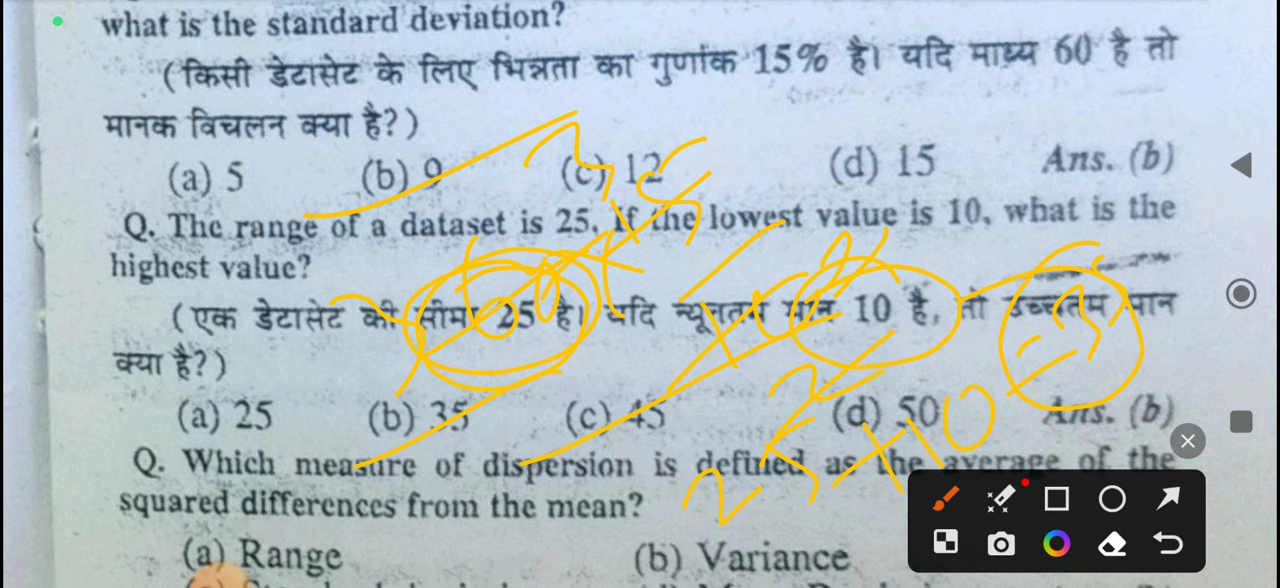 what is the standard deviation?
(किसी डेटासेट के लिए भिन्नता का गुणांक 15% है। यदि माध्य 60 है तो
मानक विचलन क्या है?)
(a) 5 (b) 9 (c) 12 (d) 15 Ans. (b)
Q. The range of a dataset is 25, if the lowest value is 10, what is the
highest value?
(एक डेटासेट की सीमा 25 है। यदि न्यूनतम मान 10 है, तो उच्चतम मान
क्या है?)
(a) 25 (b) 35 (c) 45 (d) 50 Ans. (b)
Q. Which measure of dispersion is defined as the average of the
squared differences from the mean?
(a) Range (b) Variance